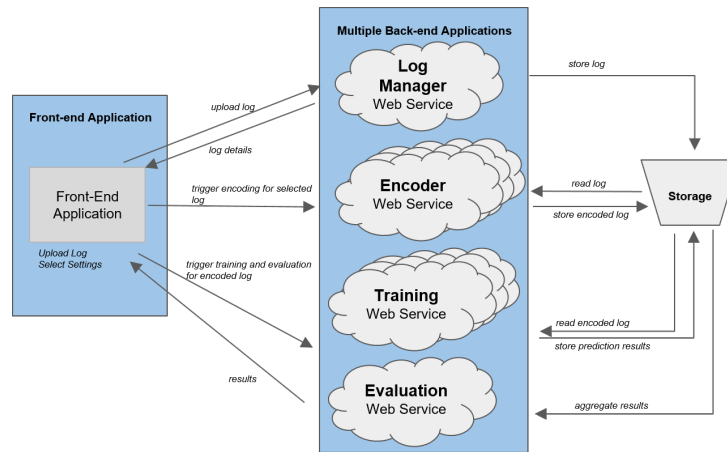 Multiple Back-end Applications
Log
Manager
Web Service
store log
upload log
Front-end Application
log details
Front-End
Application
trigger encoding for selected
log
Encoder
Web Service
read log
store encoded log
Storage
Upload Log
Select Settings
trigger training and evaluation
for encoded log
Training
Web Service
read encoded log
store prediction results
results
Evaluation
Web Service
aggregate results